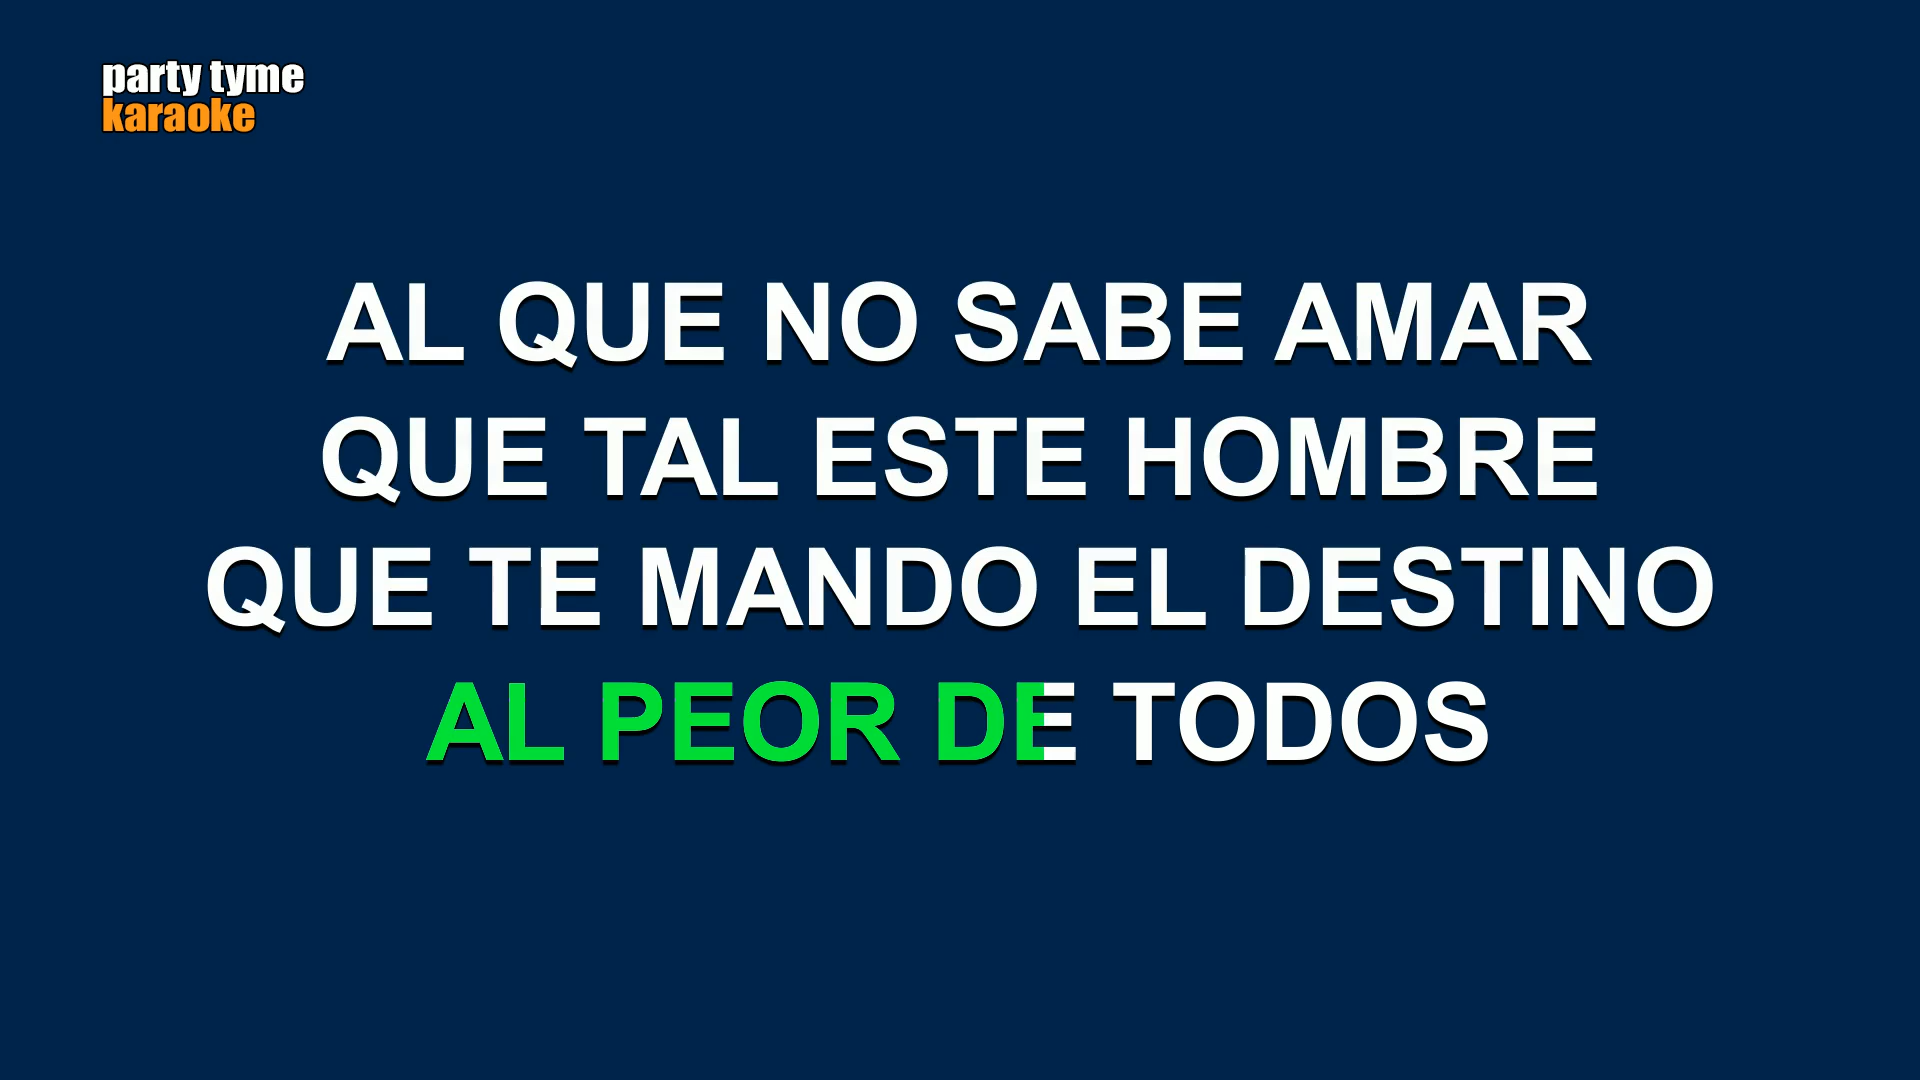 party tyme
karaoke
AL QUE NO SABE AMAR
QUE TAL ESTE HOMBRE
QUE TE MANDO EL DESTINO
AL PEOR DE TODOS